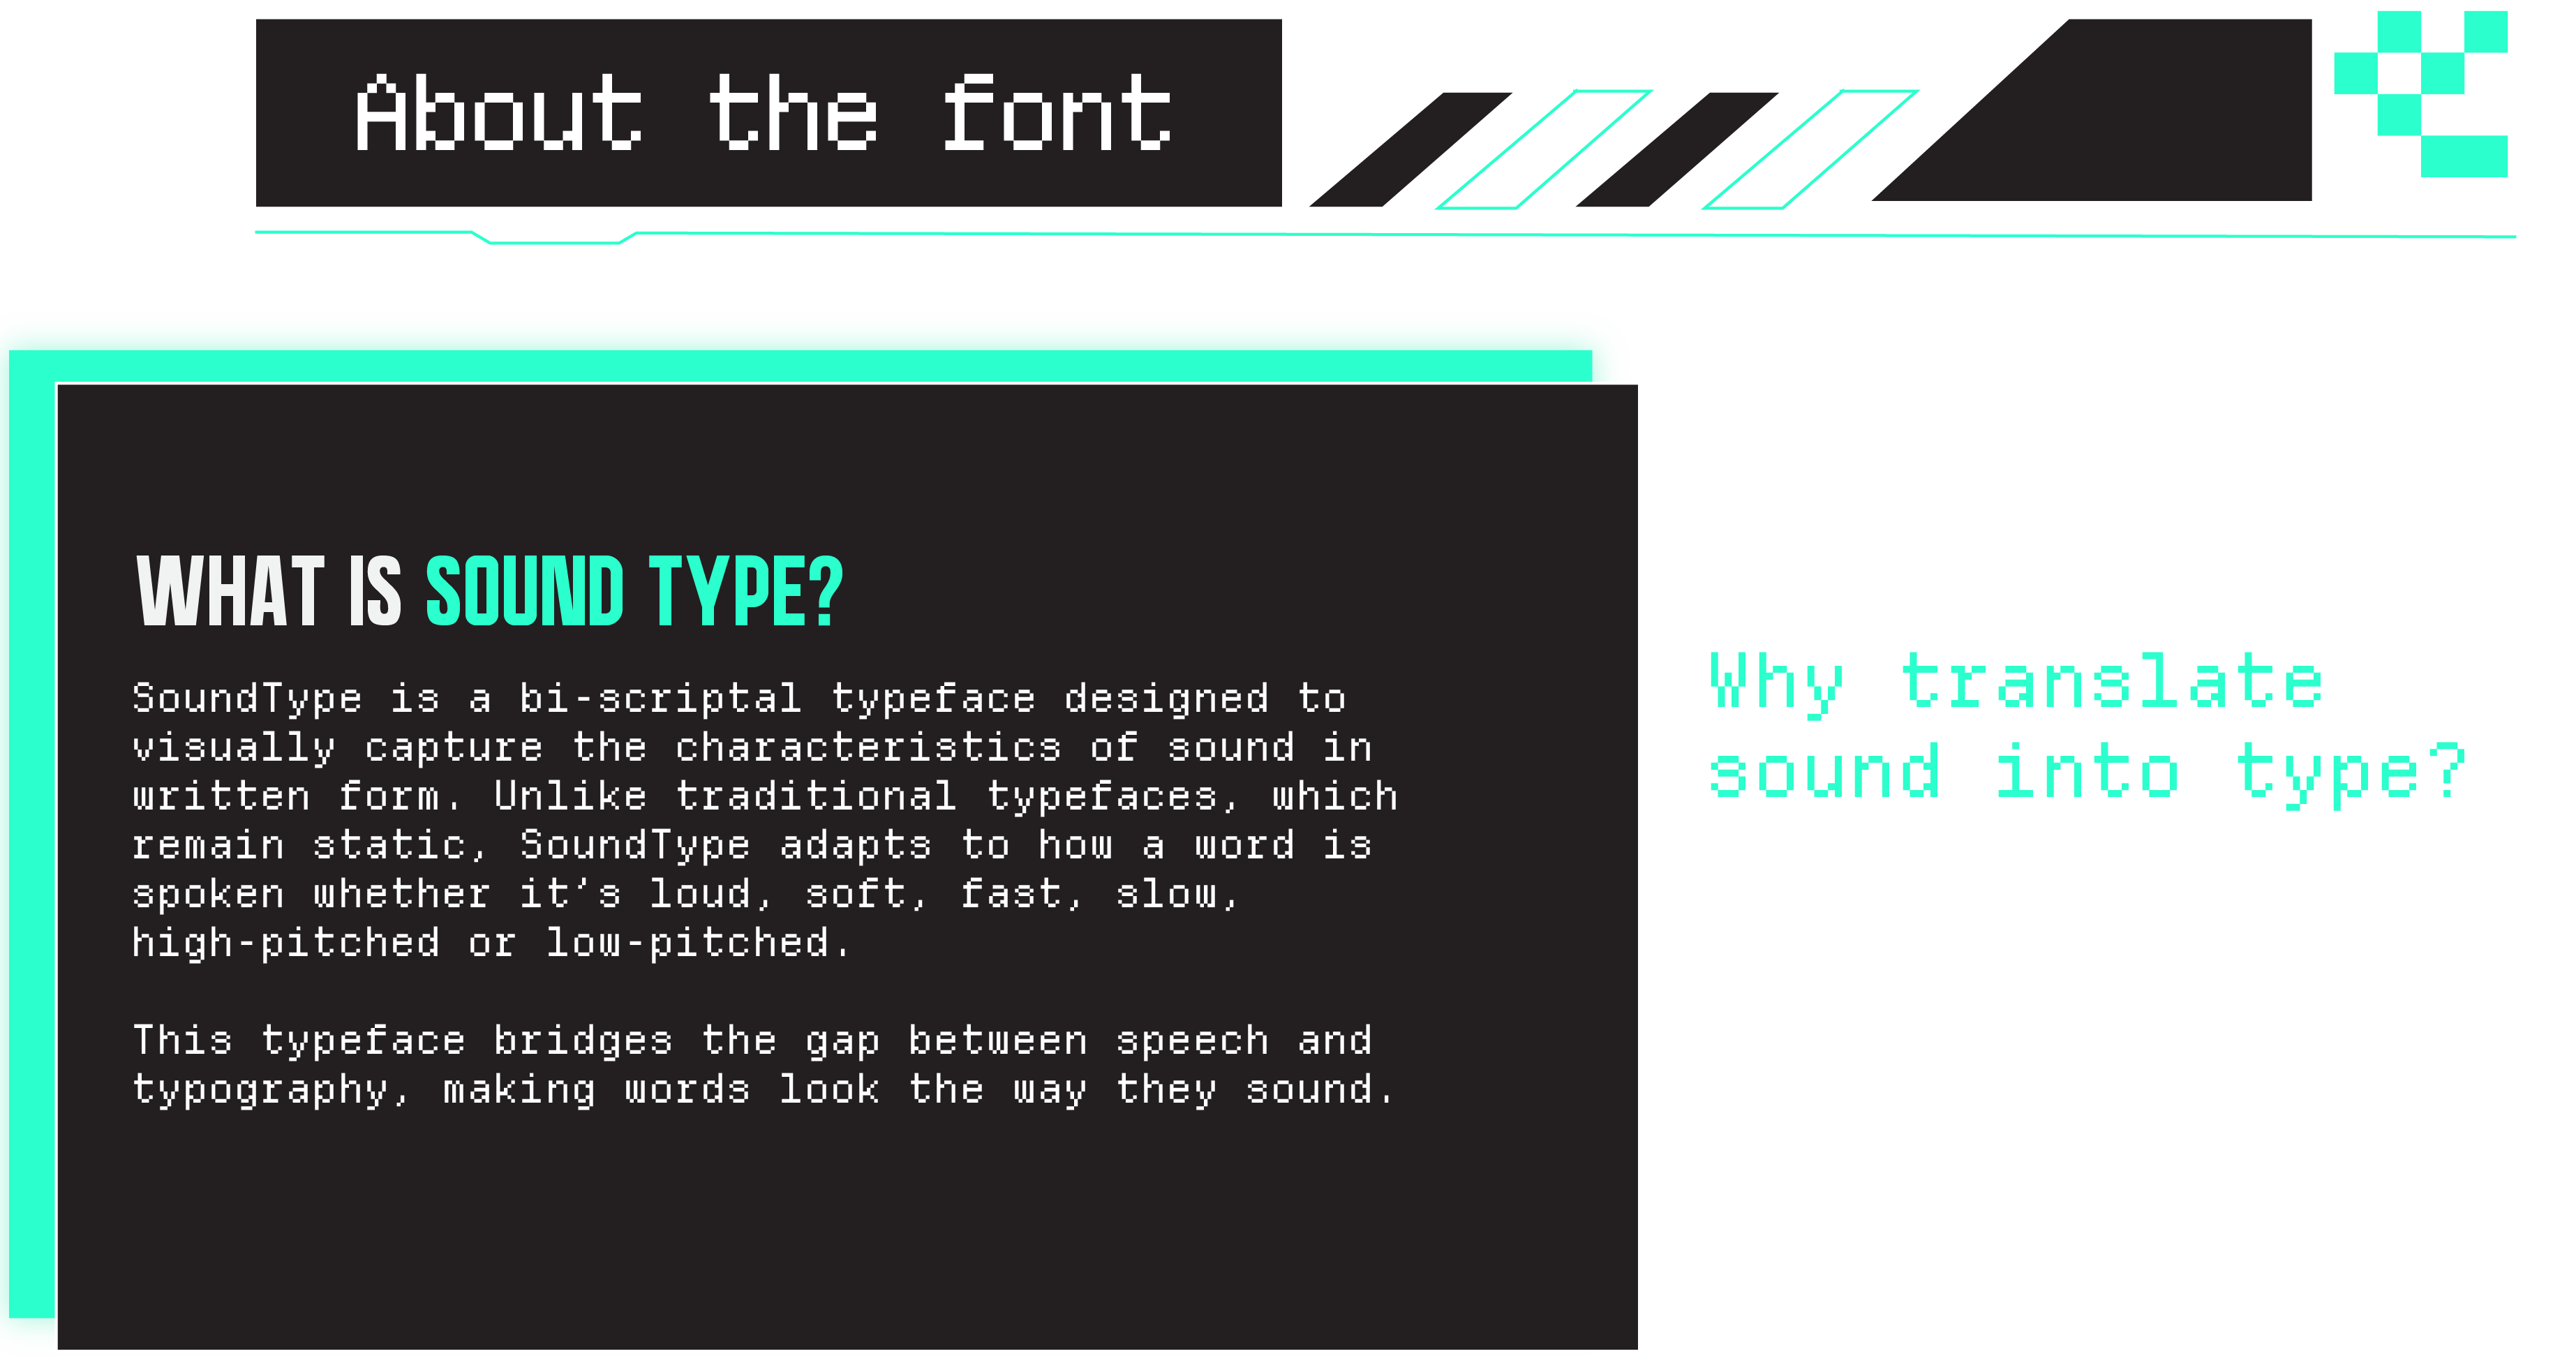 About the font
WHAT IS SOUND TYPE?
SoundType is a bi-scriptal typeface designed to
visually capture the characteristics of sound in
written form. Unlike traditional typefaces, which
remain static, SoundType adapts to how a word is
spoken whether it's loud, soft, fast, slow,
high-pitched or low-pitched.
This typeface bridges the gap between speech and
typography, making words look the way they sound.
Why translate
sound into type?